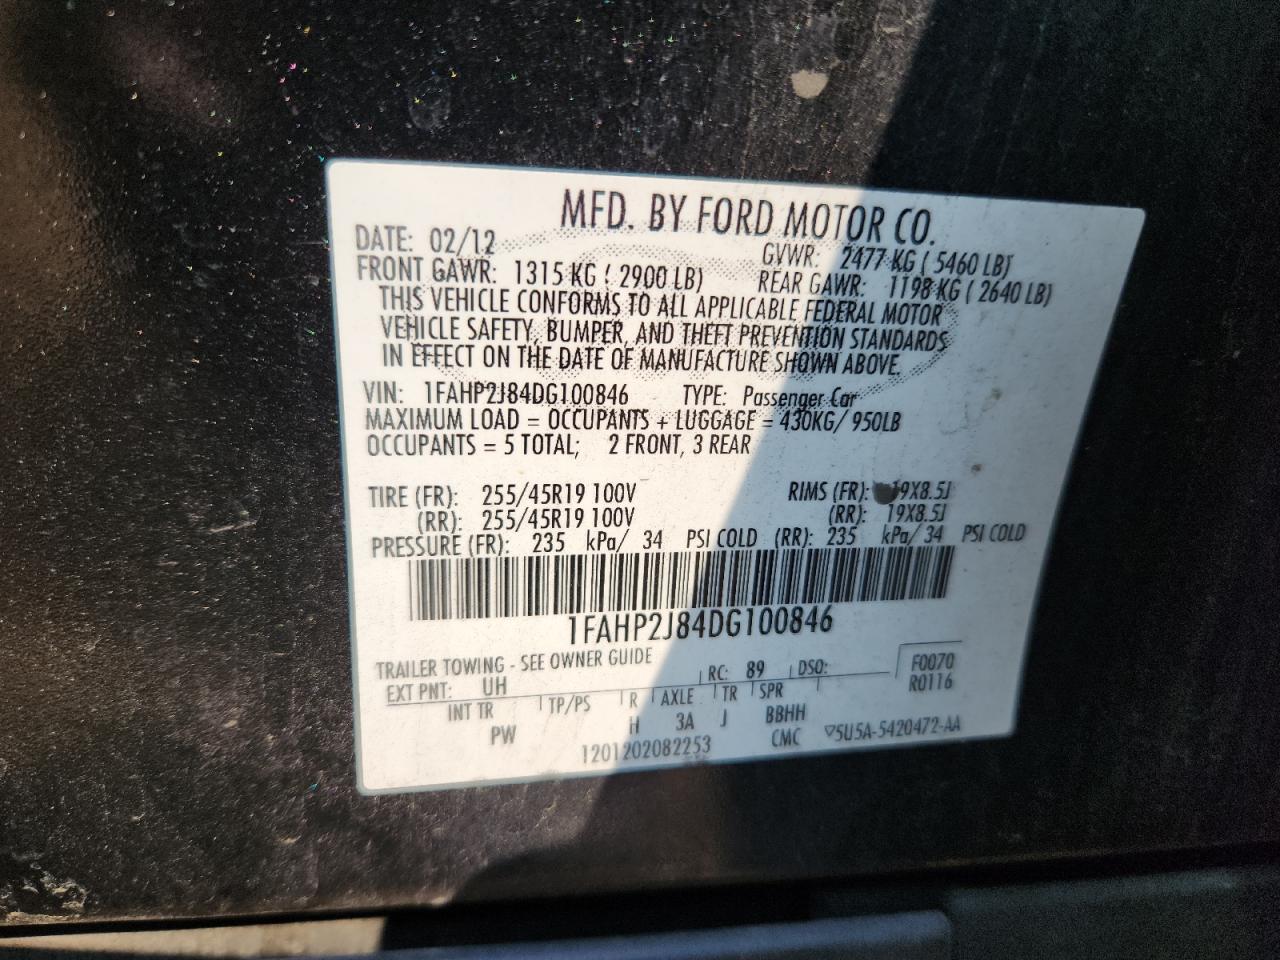 MFD. BY FORD MOTOR CO.
DATE: 02/12 GVWR: 2477 KG ( 5460 LB)
FRONT GAWR: 1315 KG ( 2900 LB) REAR GAWR: 1198 KG ( 2640 LB)
THIS VEHICLE CONFORMS TO ALL APPLICABLE FEDERAL MOTOR
VEHICLE SAFETY, BUMPER, AND THEFT PREVENTION STANDARDS
IN EFFECT ON THE DATE OF MANUFACTURE SHOWN ABOVE.
VIN: 1FAHP2J84DG100846 TYPE: Passenger Car
MAXIMUM LOAD = OCCUPANTS + LUGGAGE = 430KG/ 950LB
OCCUPANTS = 5 TOTAL; 2 FRONT, 3 REAR
TIRE (FR): 255/45R19 100V RIMS (FR): 19X8.5J
(RR): 255/45R19 100V (RR): 19X8.5J
PRESSURE (FR): 235 kPa/ 34 PSI COLD (RR): 235 kPa/ 34 PSI COLD
1FAHP2J84DG100846
TRAILER TOWING - SEE OWNER GUIDE
EXT PNT: UH RC: 89 DSO: F0070
R0116
INT TR TP/PS R AXLE TR SPR
PW H 3A J BBHH
1201202082253 CMC 5U5A-5420472-AA